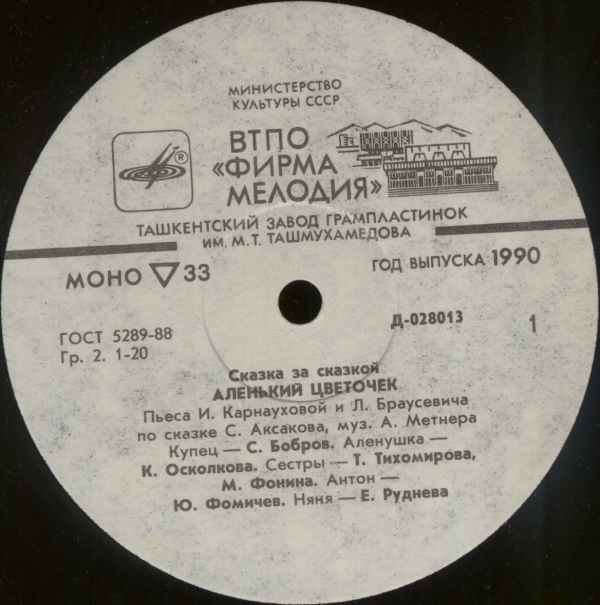 МИНИСТЕРСТВО
КУЛЬТУРЫ СССР
ВТПО
«ФИРМА
МЕЛОДИЯ»
ТАШКЕНТСКИЙ ЗАВОД ГРАМПЛАСТИНОК
ИМ. М.Т. ТАШМУХАМЕДОВА
МОНО 33
ГОД ВЫПУСКА 1990
ГОСТ 5289-88
Гр. 2. 1-20
Д-028013
1
Сказка за сказкой
АЛЕНЬКИЙ ЦВЕТОЧЕК
Пьеса И. Карнауховой и Л. Браусевича
по сказке С. Аксакова, муз. А. Метнера
Купец — С. Бобров. Аленушка —
К. Осколкова. Сестры — Т. Тихомирова,
М. Фонина. Антон —
Ю. Фомичев. Няня — Е. Руднева